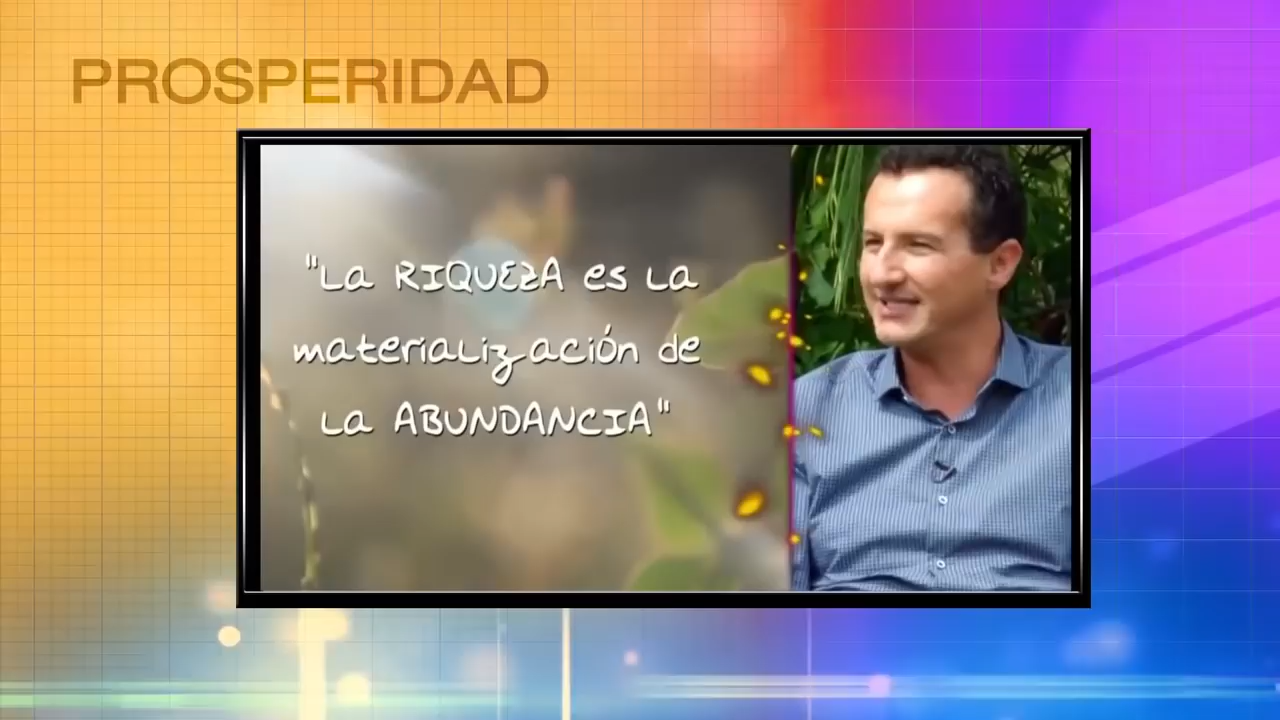 PROSPERIDAD
"La RIQUEZA es la
materialización de
la ABUNDANCIA"